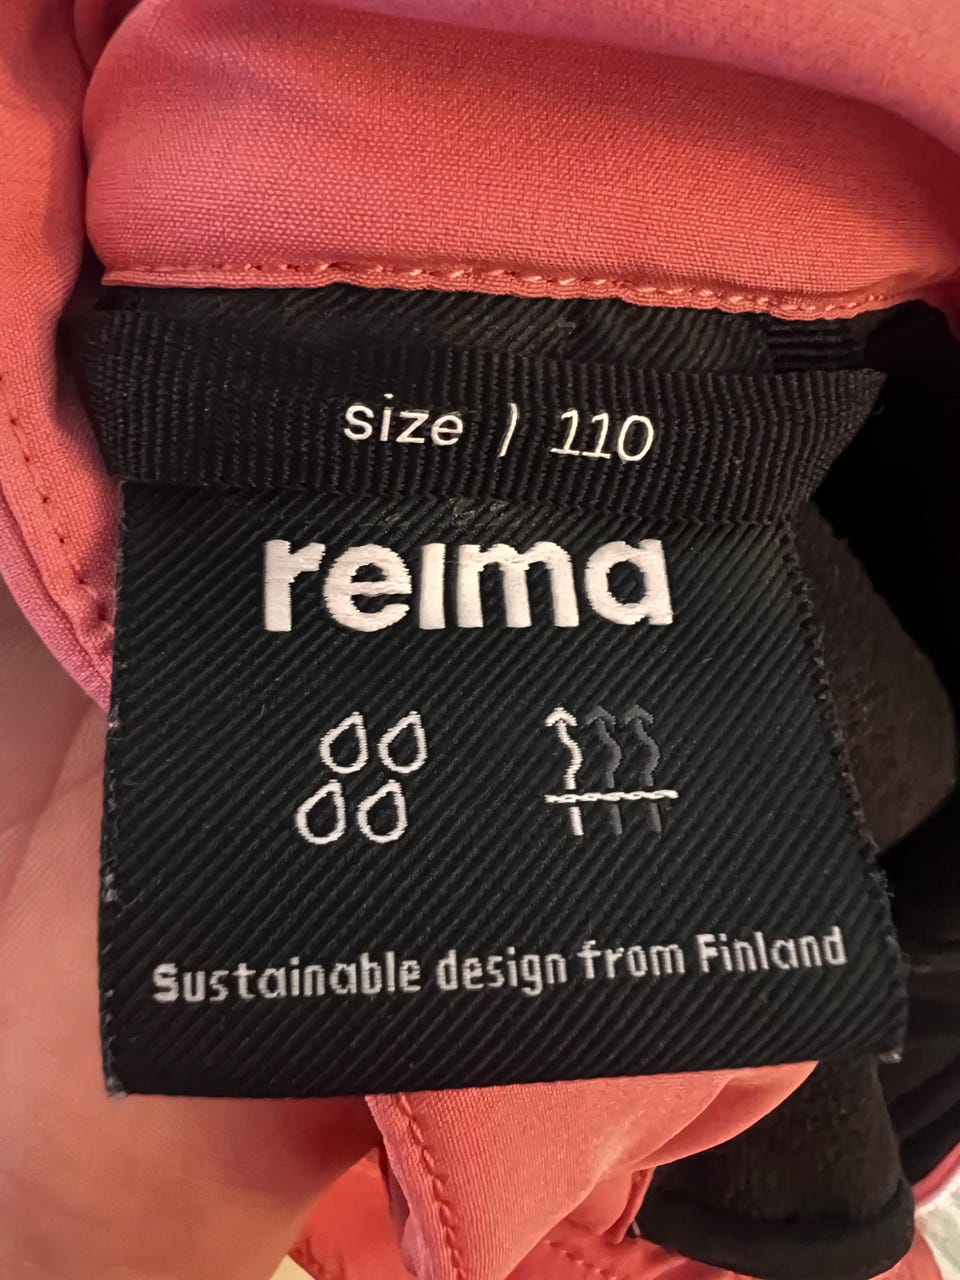 size / 110
reima
Sustainable design from Finland